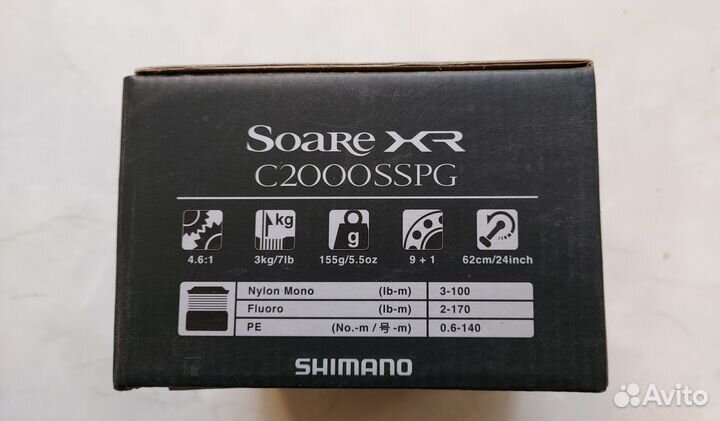 SOARE XR
C2000SSPG
kg
g
4.6:1 3kg/7lb 155g/5.5oz 9 + 1 62cm/24inch
Nylon Mono (lb-m) 3-100
Fluoro (lb-m) 2-170
PE (No.-m / 号 -m) 0.6-140
SHIMANO
Avito